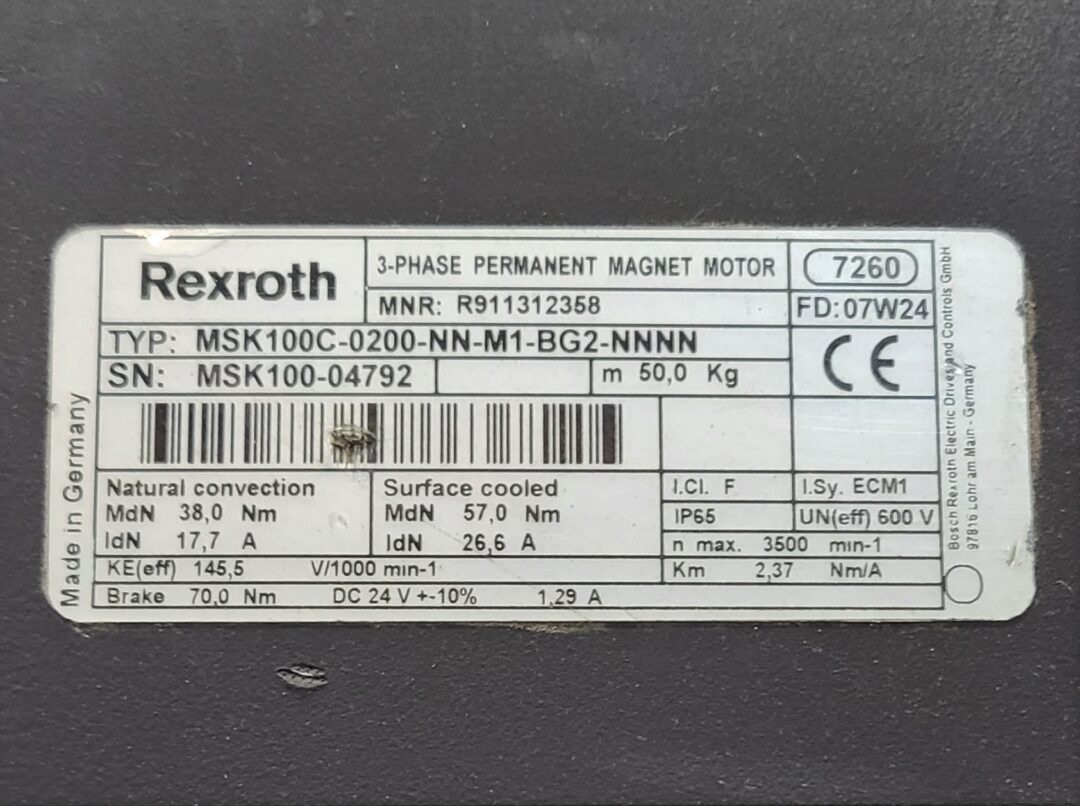 Rexroth
3-PHASE PERMANENT MAGNET MOTOR
7260
MNR: R911312358
FD:07W24
TYP: MSK100C-0200-NN-M1-BG2-NNNN
CE
SN: MSK100-04792
m 50,0 Kg
Natural convection
MdN 38,0 Nm
IdN 17,7 A
Surface cooled
MdN 57,0 Nm
IdN 26,6 A
I.Cl. F
I.Sy. ECM1
IP65
UN(eff) 600 V
n max. 3500 min-1
KE(eff) 145,5 V/1000 min-1
Km 2,37 Nm/A
Brake 70,0 Nm DC 24 V +-10% 1,29 A
Made in Germany
Bosch Rexroth Electric Drives and Controls GmbH
97816 Lohr am Main - Germany